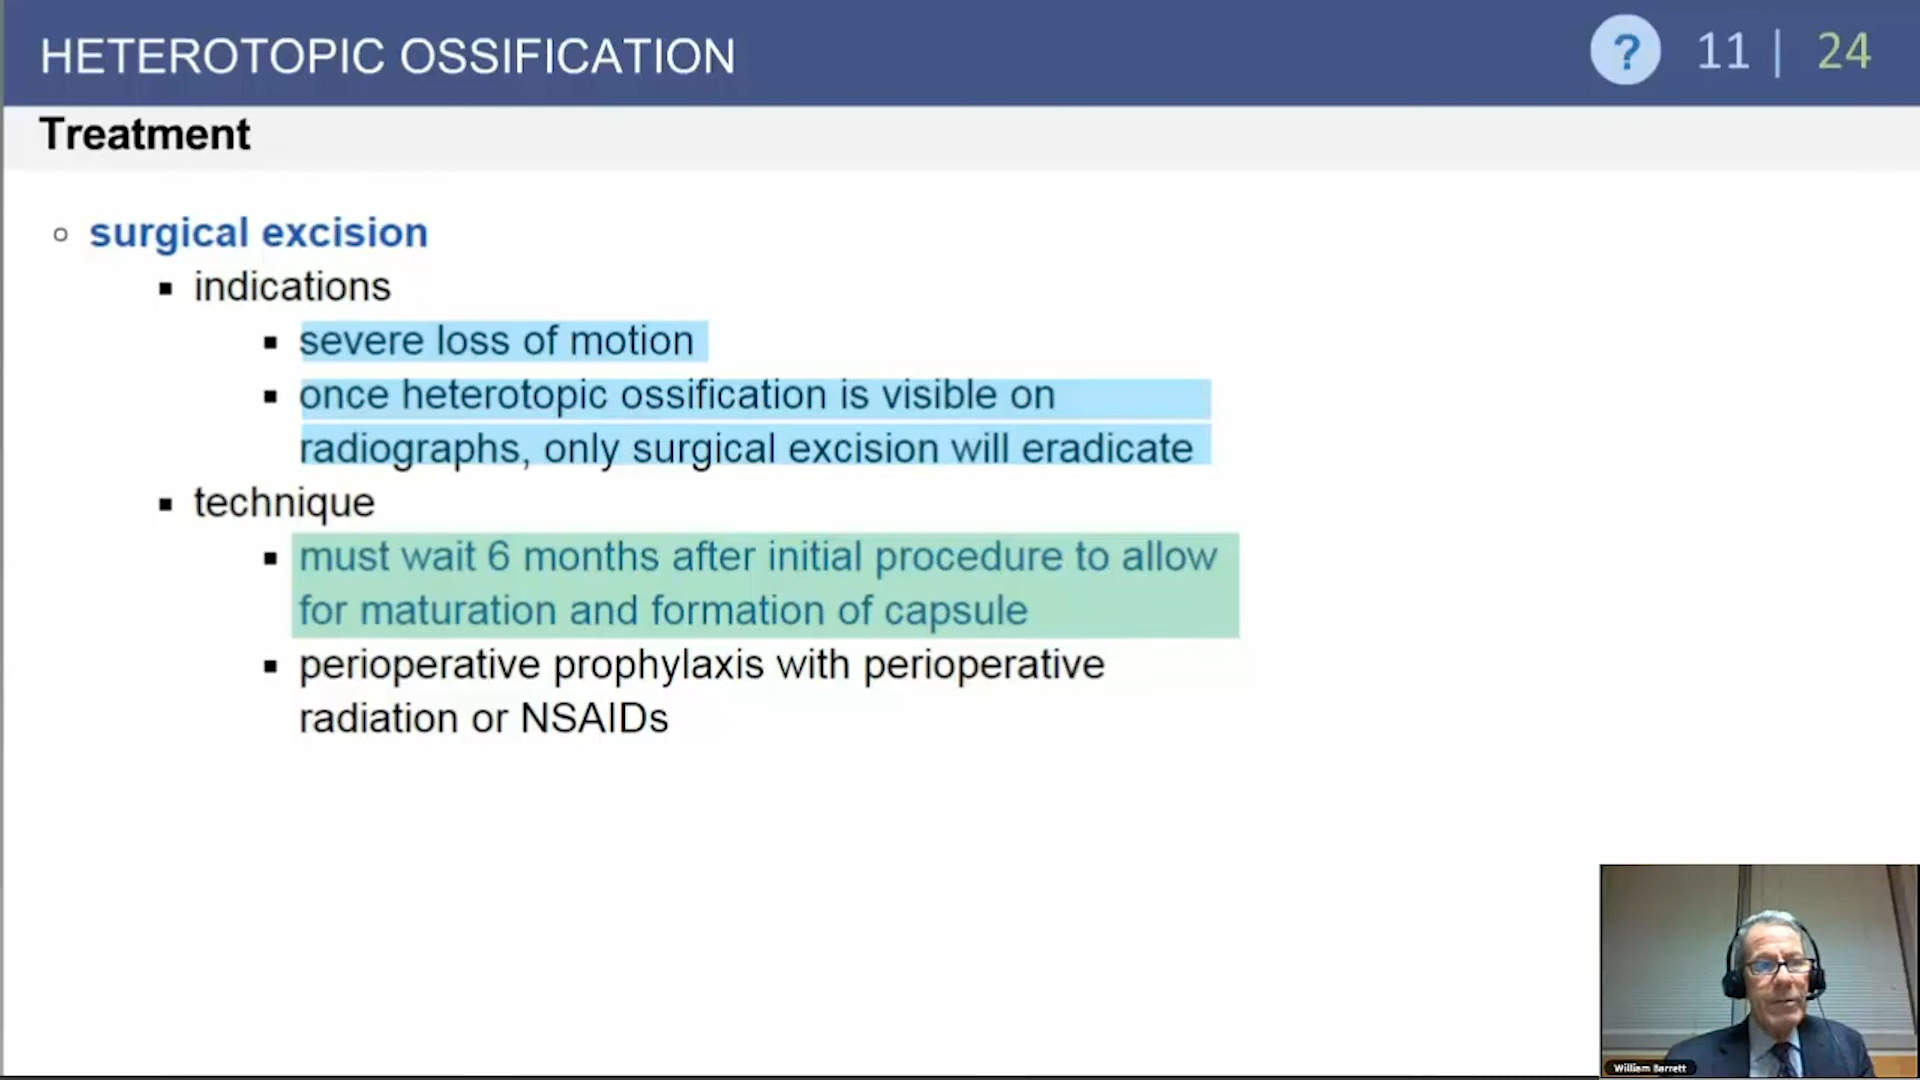 HETEROTOPIC OSSIFICATION
? 11 | 24
Treatment
surgical excision
indications
severe loss of motion
once heterotopic ossification is visible on
radiographs, only surgical excision will eradicate
technique
must wait 6 months after initial procedure to allow
for maturation and formation of capsule
perioperative prophylaxis with perioperative
radiation or NSAIDs
William Barrett